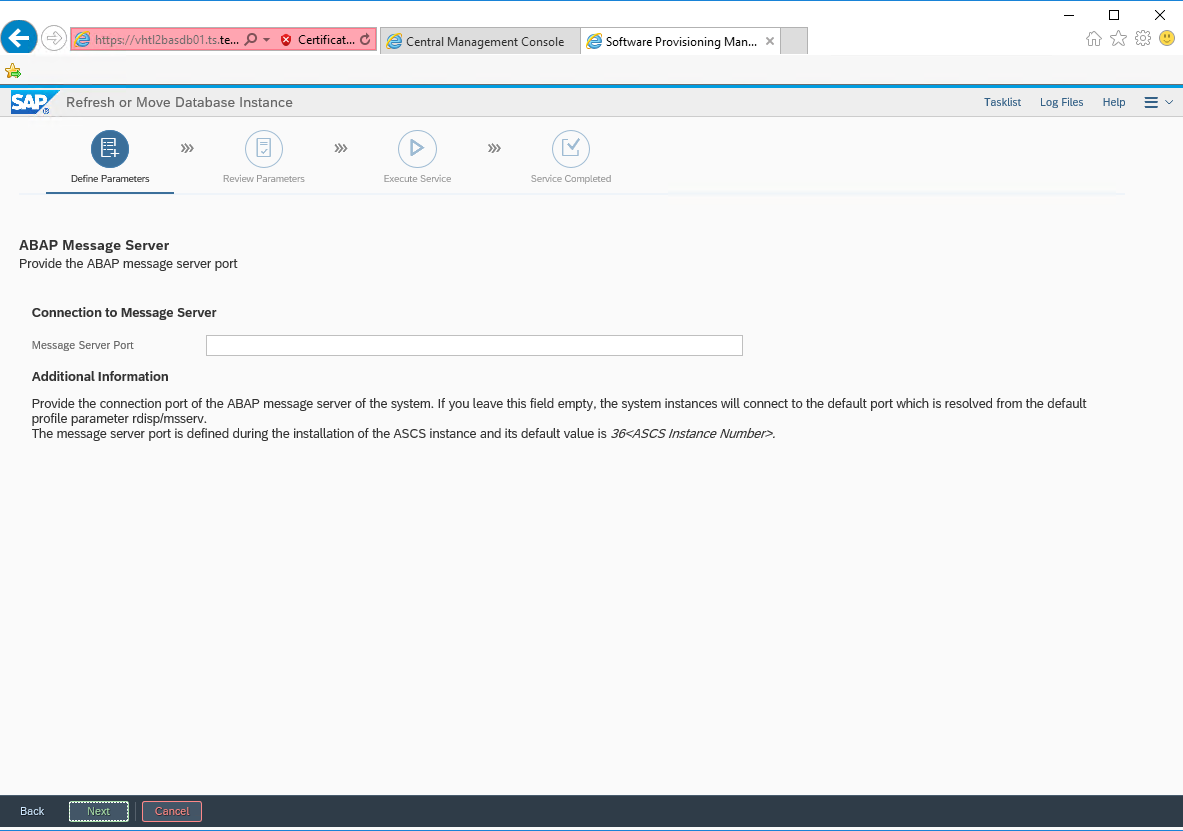 https://vhtl2basdb01.ts.te...
Certificat...
Central Management Console
Software Provisioning Man...
SAP
Refresh or Move Database Instance
Tasklist
Log Files
Help
Define Parameters
Review Parameters
Execute Service
Service Completed
ABAP Message Server
Provide the ABAP message server port
Connection to Message Server
Message Server Port
Additional Information
Provide the connection port of the ABAP message server of the system. If you leave this field empty, the system instances will connect to the default port which is resolved from the default
profile parameter rdisp/msserv.
The message server port is defined during the installation of the ASCS instance and its default value is 36<ASCS Instance Number>.
Back
Next
Cancel